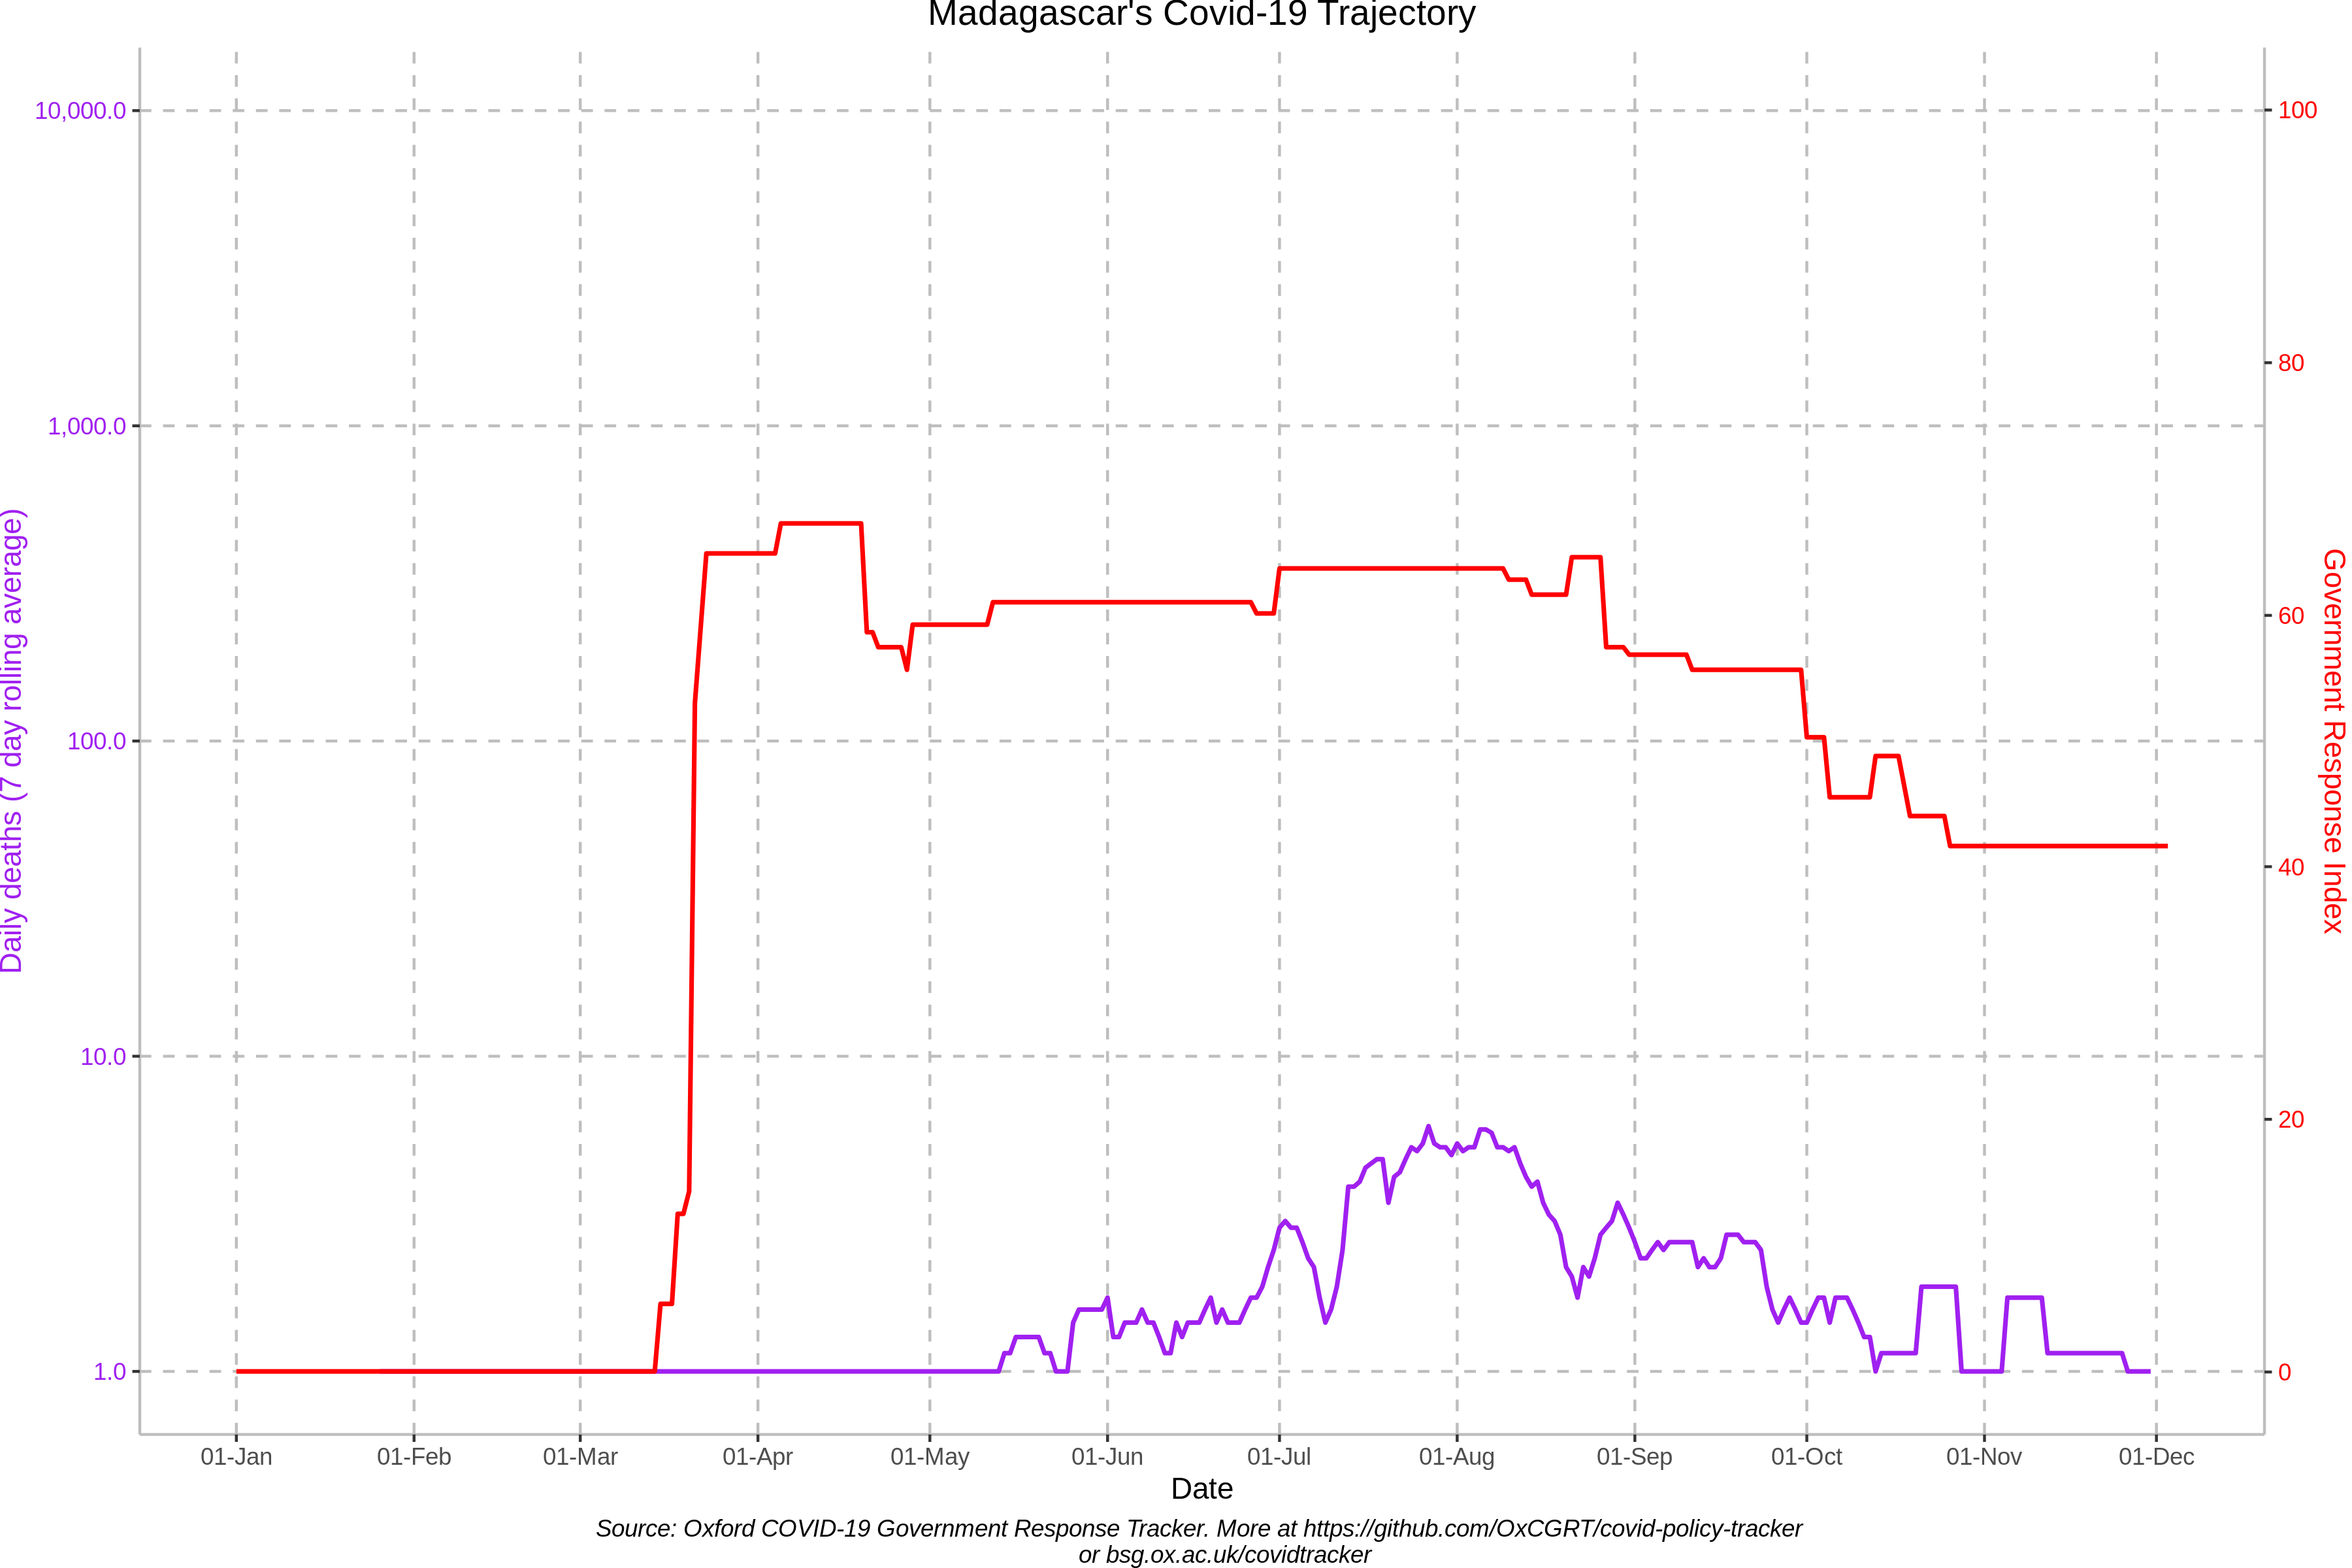 Madagascar's Covid-19 Trajectory
10,000.0
1,000.0
100.0
10.0
1.0
Daily deaths (7 day rolling average)
100
80
60
40
20
0
Government Response Index
01-Jan 01-Feb 01-Mar 01-Apr 01-May 01-Jun 01-Jul 01-Aug 01-Sep 01-Oct 01-Nov 01-Dec
Date
Source: Oxford COVID-19 Government Response Tracker. More at https://github.com/OxCGRT/covid-policy-tracker
or bsg.ox.ac.uk/covidtracker